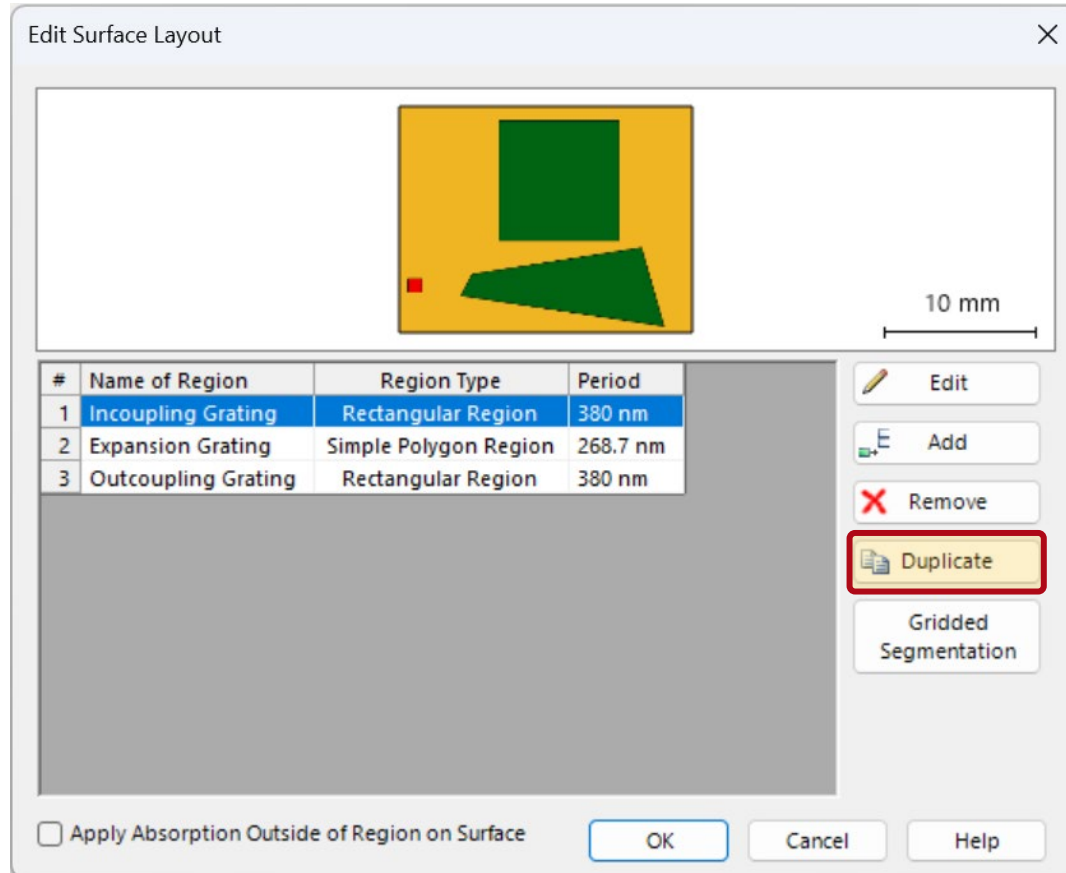 Edit Surface Layout
10 mm
# Name of Region Region Type Period
1 Incoupling Grating Rectangular Region 380 nm
2 Expansion Grating Simple Polygon Region 268.7 nm
3 Outcoupling Grating Rectangular Region 380 nm
Edit
Add
Remove
Duplicate
Gridded
Segmentation
Apply Absorption Outside of Region on Surface
OK
Cancel
Help